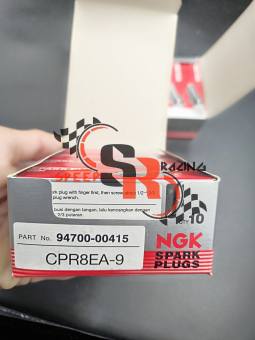 SR
SPEED RACING
plug with finger first, then screw
plug wrench.
dengan tangan, lalu kencangkan dengan
2/3 putaran
10
PART No. 94700-00415
CPR8EA-9
NGK
SPARK
PLUGS